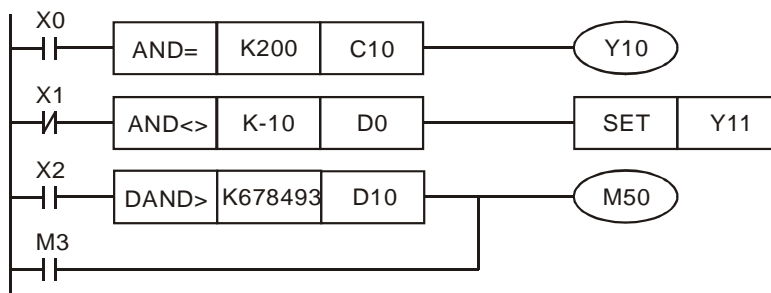 X0
AND= K200 C10 Y10
X1
AND<> K-10 D0 SET Y11
X2
DAND> K678493 D10 M50
M3